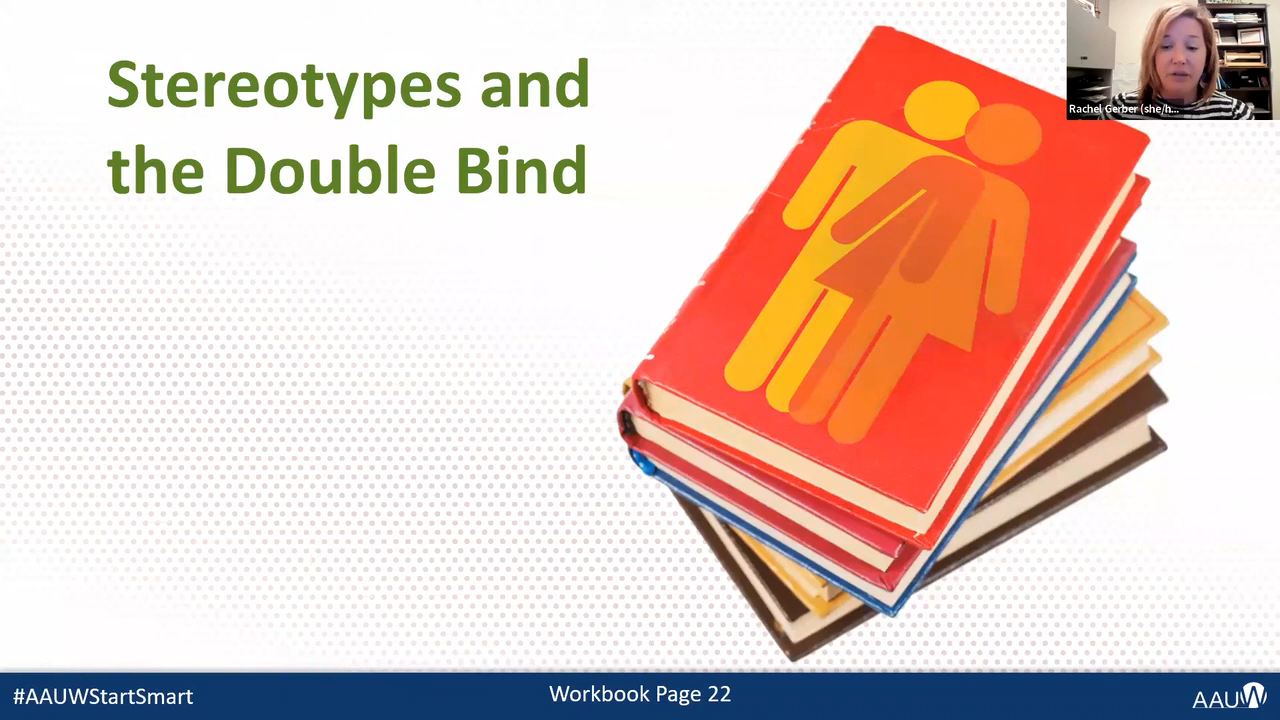 Stereotypes and
the Double Bind
Rachel Gerber (she/h...
#AAUWStartSmart
Workbook Page 22
AAUW